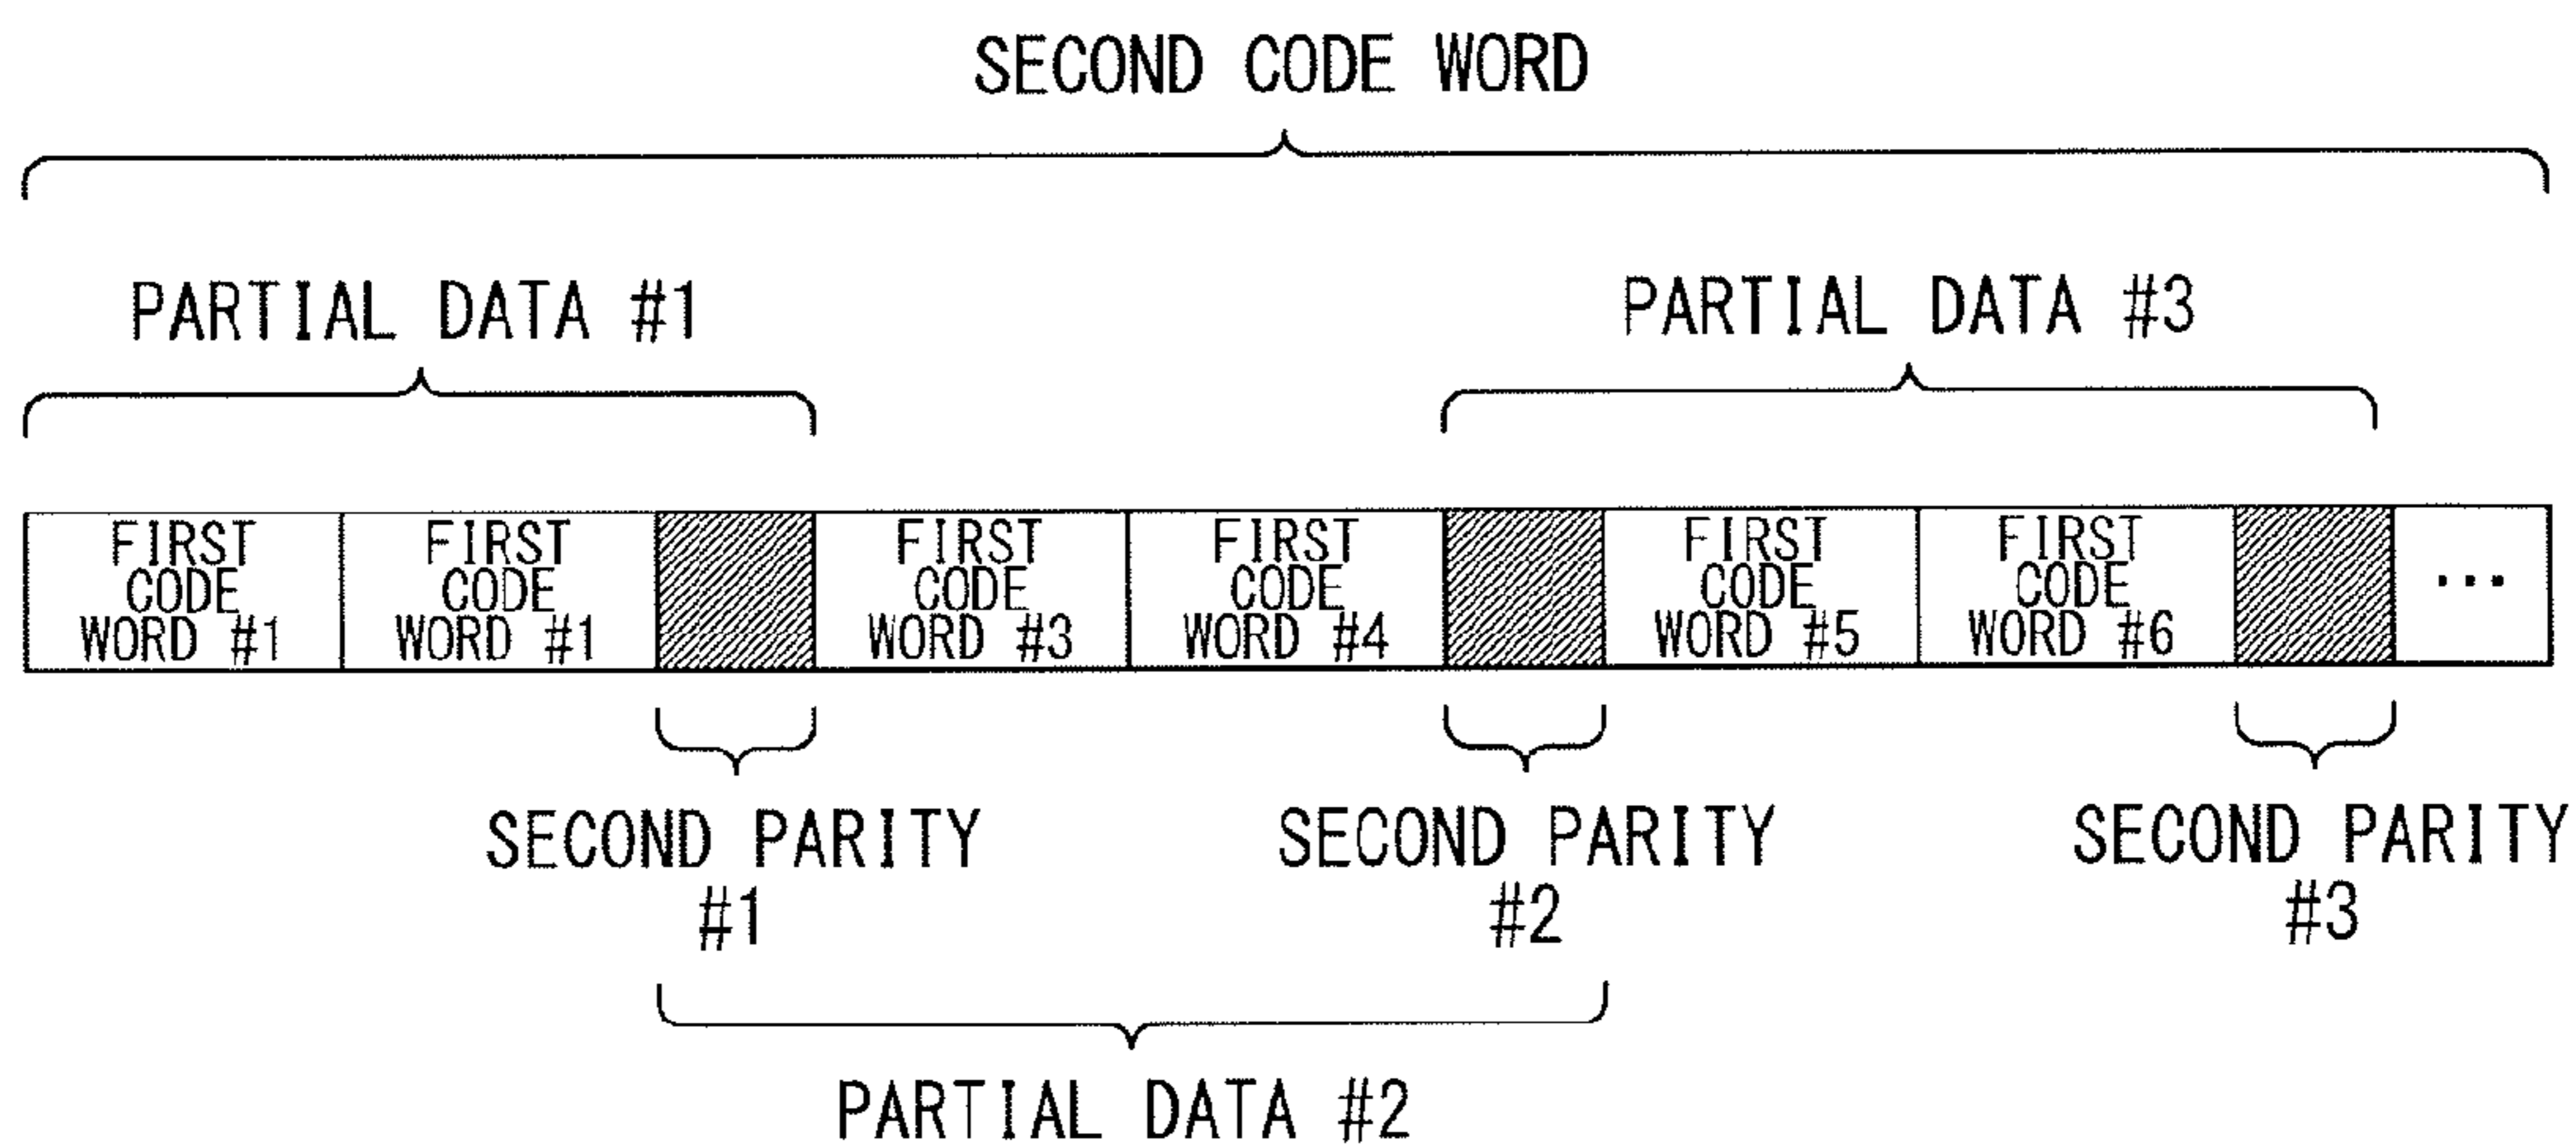 SECOND CODE WORD
PARTIAL DATA #1
PARTIAL DATA #3
FIRST
CODE
WORD #1
FIRST
CODE
WORD #1
FIRST
CODE
WORD #3
FIRST
CODE
WORD #4
FIRST
CODE
WORD #5
FIRST
CODE
WORD #6
...
SECOND PARITY
#1
SECOND PARITY
#2
SECOND PARITY
#3
PARTIAL DATA #2